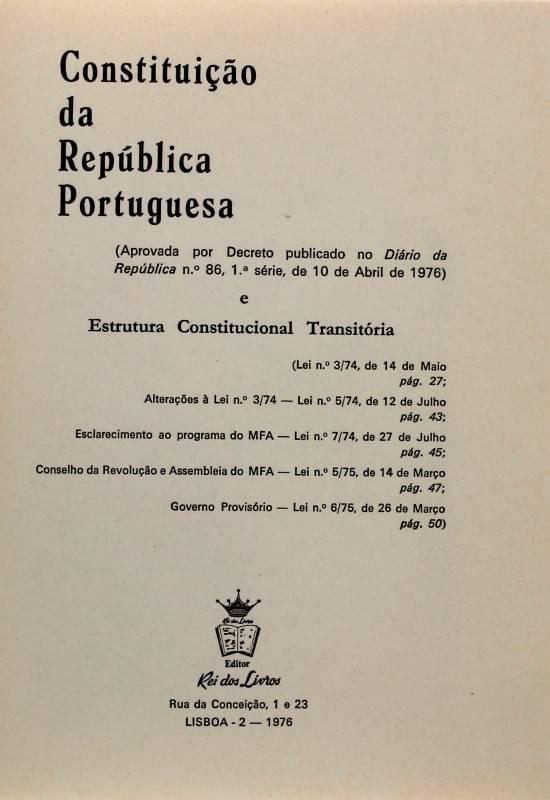 Constituição
da
República
Portuguesa
(Aprovada por Decreto publicado no Diário da
República n.º 86, 1.ª série, de 10 de Abril de 1976)
e
Estrutura Constitucional Transitória
(Lei n.º 3/74, de 14 de Maio
pág. 27;
Alterações à Lei n.º 3/74 — Lei n.º 5/74, de 12 de Julho
pág. 43;
Esclarecimento ao programa do MFA — Lei n.º 7/74, de 27 de Julho
pág. 45;
Conselho da Revolução e Assembleia do MFA — Lei n.º 5/75, de 14 de Março
pág. 47;
Governo Provisório — Lei n.º 6/75, de 26 de Março
pág. 50)
Rei dos Livros
Editor
Rei dos Livros
Rua da Conceição, 1 e 23
LISBOA - 2 — 1976